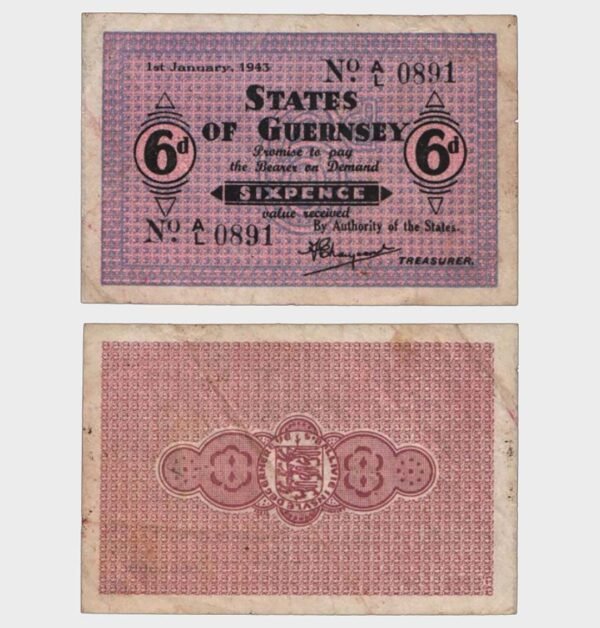 1st January, 1943
No. A/L 0891
STATES
OF GUERNSEY
6d
6d
Promise to pay
the Bearer on Demand
SIXPENCE
value received
No. A/L 0891
By Authority of the States.
TREASURER.